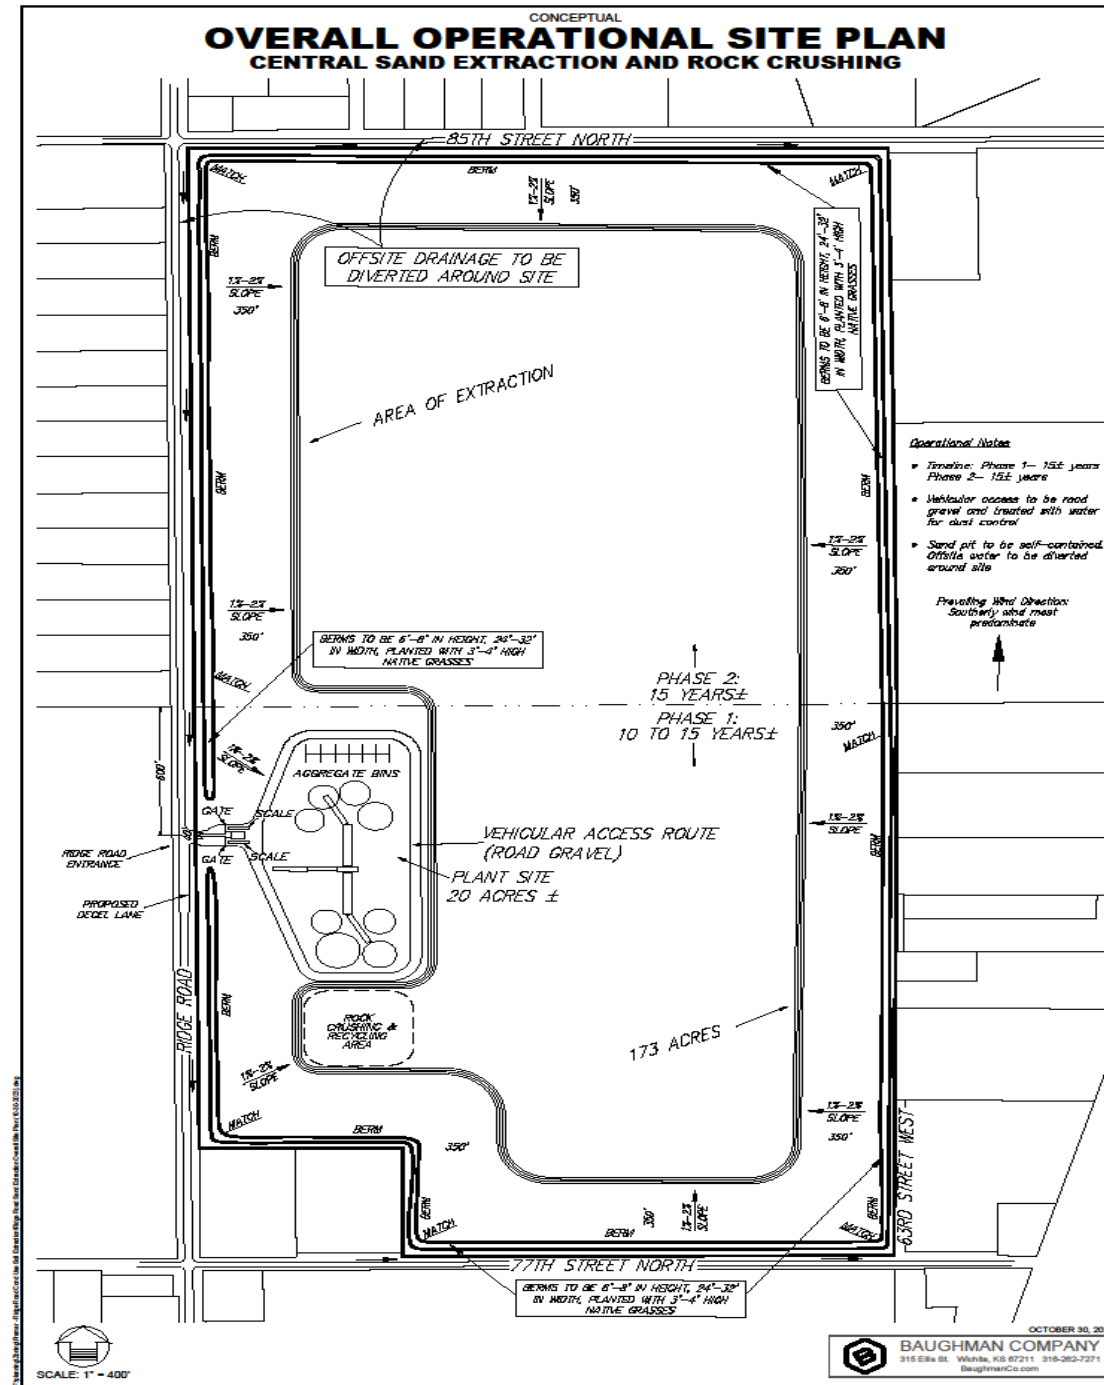 CONCEPTUAL
OVERALL OPERATIONAL SITE PLAN
CENTRAL SAND EXTRACTION AND ROCK CRUSHING
85TH STREET NORTH
MATCH
BERM
MATCH
1%-2%
SLOPE
350'
BERM
OFFSITE DRAINAGE TO BE
DIVERTED AROUND SITE
1%-2%
SLOPE
350'
BERMS TO BE 6'-8' IN HEIGHT, 24'-32'
IN WIDTH, PLANTED WITH 3'-4' HIGH
NATIVE GRASSES
AREA OF EXTRACTION
BERM
BERM
Operational Notes
• Timeline: Phase 1- 15± years
Phase 2- 15± years
• Vehicular access to be road
gravel and treated with water
for dust control
• Sand pit to be self-contained.
Offsite water to be diverted
around site
Prevailing Wind Direction:
Southerly wind most
predominate
1%-2%
SLOPE
350'
1%-2%
SLOPE
350'
BERMS TO BE 6'-8' IN HEIGHT, 24'-32'
IN WIDTH, PLANTED WITH 3'-4' HIGH
NATIVE GRASSES
MATCH
PHASE 2:
15 YEARS±
PHASE 1:
10 TO 15 YEARS±
350'
MATCH
1%-2%
SLOPE
600'
AGGREGATE BINS
GATE
SCALE
GATE
SCALE
RIDGE ROAD
ENTRANCE
PROPOSED
DECEL LANE
VEHICULAR ACCESS ROUTE
(ROAD GRAVEL)
PLANT SITE
20 ACRES ±
1%-2%
SLOPE
BERM
RIDGE ROAD
BERM
ROCK
CRUSHING &
RECYCLING
AREA
173 ACRES
1%-2%
SLOPE
MATCH
BERM
350'
1%-2%
SLOPE
350'
63RD STREET WEST
BERM
MATCH
BERM
350'
1%-2%
SLOPE
MATCH
BERM
77TH STREET NORTH
BERMS TO BE 6'-8' IN HEIGHT, 24'-32'
IN WIDTH, PLANTED WITH 3'-4' HIGH
NATIVE GRASSES
SCALE: 1" = 400'
OCTOBER 30, 20
BAUGHMAN COMPANY
315 Ellis St. Wichita, KS 67211 316-262-7271
BaughmanCo.com